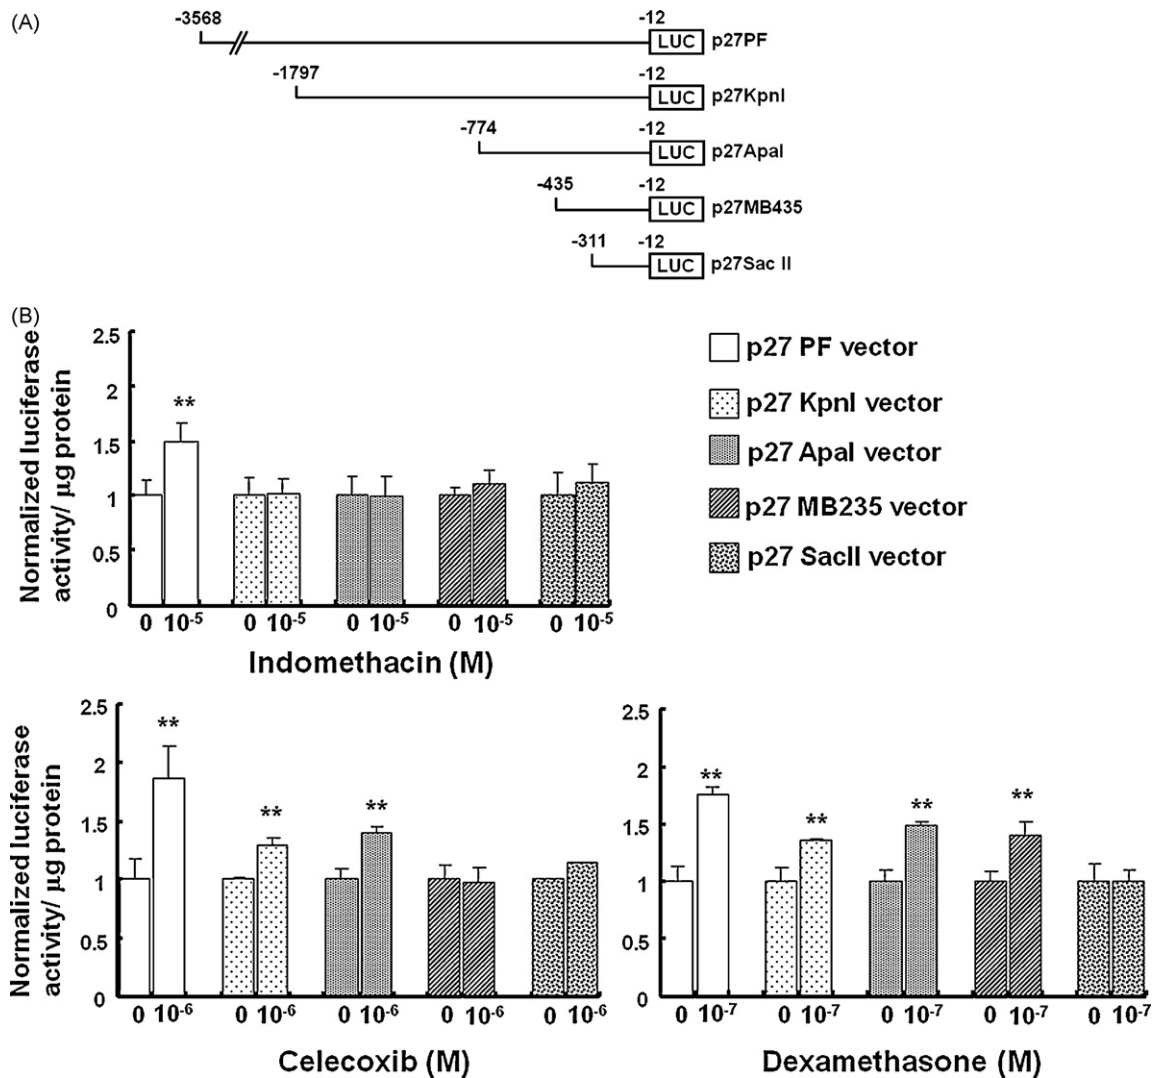 (A)
-3568 -12
LUC p27PF
-1797 -12
LUC p27KpnI
-774 -12
LUC p27ApaI
-435 -12
LUC p27MB435
-311 -12
LUC p27Sac II
(B)
Normalized luciferase
activity/ μg protein
2.5
2
1.5
1
0.5
0
**
0 10-5 0 10-5 0 10-5 0 10-5 0 10-5
Indomethacin (M)
p27 PF vector
p27 KpnI vector
p27 ApaI vector
p27 MB235 vector
p27 SacII vector
Normalized luciferase
activity/ μg protein
2.5
2
1.5
1
0.5
0
** ** **
0 10-6 0 10-6 0 10-6 0 10-6 0 10-6
Celecoxib (M)
2.5
2
1.5
1
0.5
0
** ** ** **
0 10-7 0 10-7 0 10-7 0 10-7 0 10-7
Dexamethasone (M)